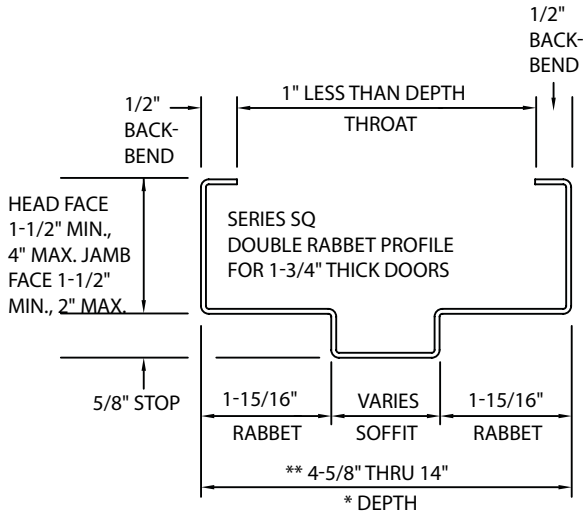 1/2"
BACK-
BEND
1" LESS THAN DEPTH
THROAT
1/2"
BACK-
BEND
HEAD FACE
1-1/2" MIN.,
4" MAX. JAMB
FACE 1-1/2"
MIN., 2" MAX.
SERIES SQ
DOUBLE RABBET PROFILE
FOR 1-3/4" THICK DOORS
5/8" STOP
1-15/16"
RABBET
VARIES
SOFFIT
1-15/16"
RABBET
** 4-5/8" THRU 14"
* DEPTH